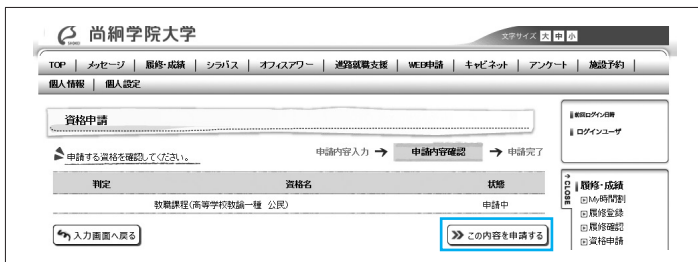 尚絅学院大学
文字サイズ 大 中 小
TOP | メッセージ | 履修・成績 | シラバス | オフィスアワー | 進路就職支援 | WEB申請 | キャビネット | アンケート | 施設予約 |
個人情報 | 個人設定
資格申請
前回ログイン日時
ログインユーザ
申請する資格を確認してください。
申請内容入力 → 申請内容確認 → 申請完了
判定 資格名 状態
教職課程(高等学校教諭一種 公民) 申請中
入力画面へ戻る
この内容を申請する
CLOSE
履修・成績
My時間割
履修登録
履修確認
資格申請